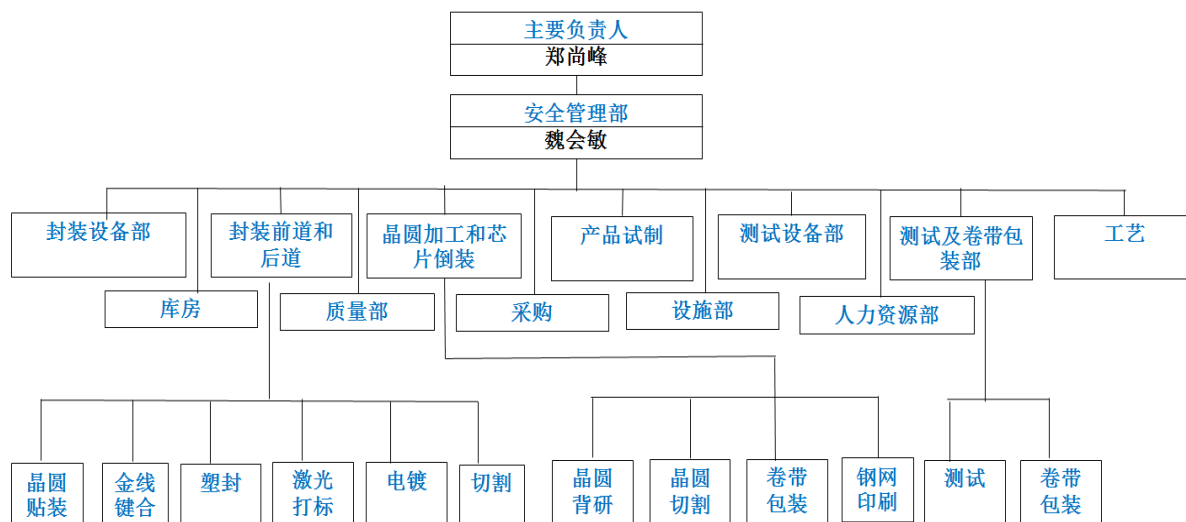 主要负责人
郑尚峰
安全管理部
魏会敏
封装设备部
封装前道和
后道
晶圆加工和芯
片倒装
产品试制
测试设备部
测试及卷带包
装部
工艺
库房
质量部
采购
设施部
人力资源部
晶圆
贴装
金线
键合
塑封
激光
打标
电镀
切割
晶圆
背研
晶圆
切割
卷带
包装
钢网
印刷
测试
卷带
包装